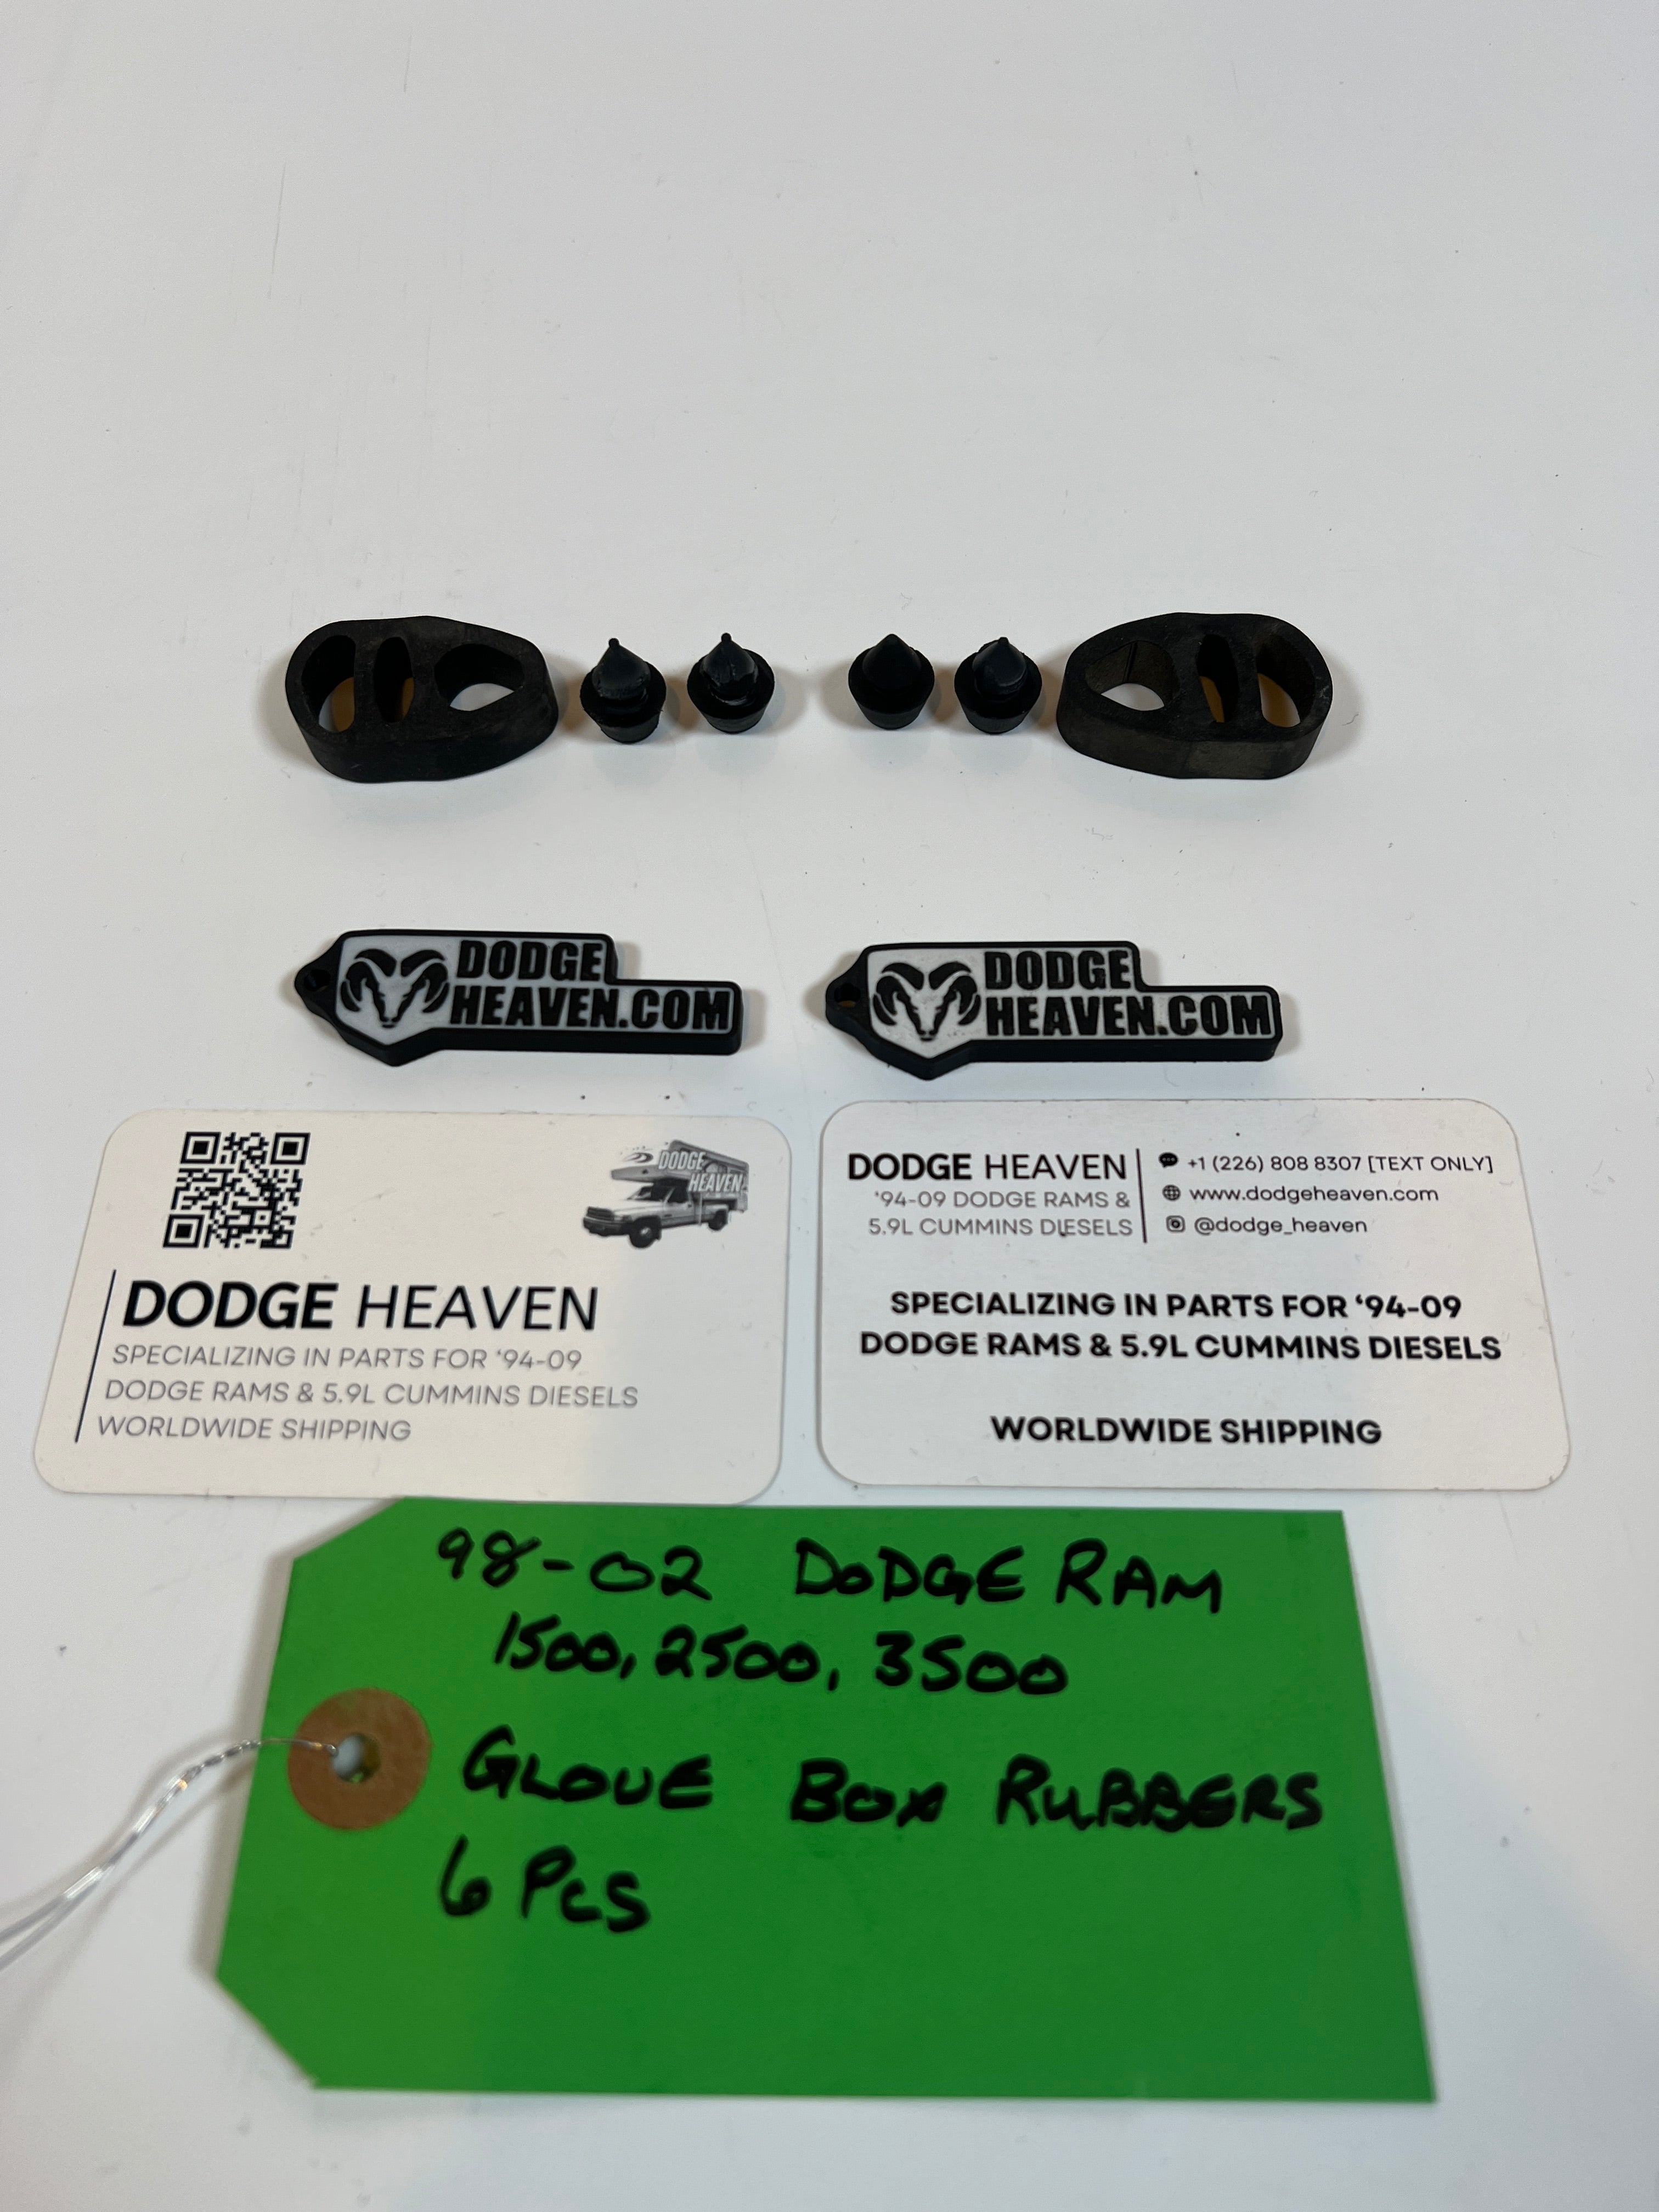 DODGE
HEAVEN.COM
DODGE
HEAVEN.COM
DODGE
HEAVEN
DODGE HEAVEN
SPECIALIZING IN PARTS FOR ‘94-09
DODGE RAMS & 5.9L CUMMINS DIESELS
WORLDWIDE SHIPPING
DODGE HEAVEN
‘94-09 DODGE RAMS &
5.9L CUMMINS DIESELS
+1 (226) 808 8307 [TEXT ONLY]
www.dodgeheaven.com
@dodge_heaven
SPECIALIZING IN PARTS FOR ‘94-09
DODGE RAMS & 5.9L CUMMINS DIESELS
WORLDWIDE SHIPPING
98-02 DODGE RAM
1500, 2500, 3500
GLOVE BOX RUBBERS
6 PCS